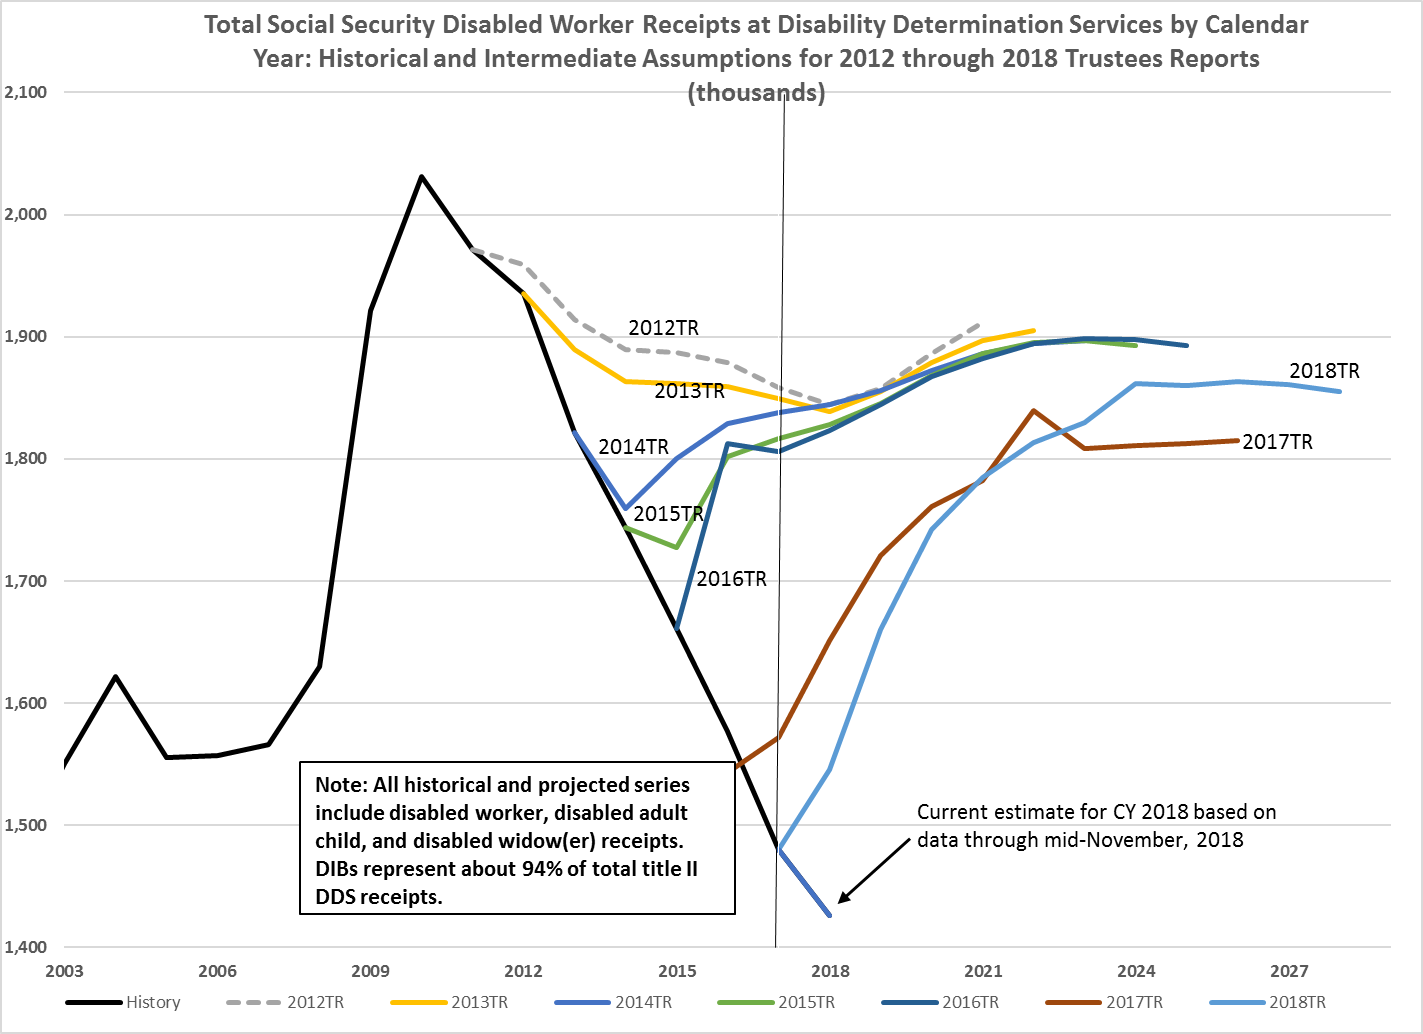 Total Social Security Disabled Worker Receipts at Disability Determination Services by Calendar
Year: Historical and Intermediate Assumptions for 2012 through 2018 Trustees Reports
(thousands)
2,100
2,000
1,900
1,800
1,700
1,600
1,500
1,400
2012TR
2013TR
2014TR
2015TR
2016TR
2018TR
2017TR
Note: All historical and projected series
include disabled worker, disabled adult
child, and disabled widow(er) receipts.
DIBs represent about 94% of total title II
DDS receipts.
Current estimate for CY 2018 based on
data through mid-November, 2018
2003 2006 2009 2012 2015 2018 2021 2024 2027
History 2012TR 2013TR 2014TR 2015TR 2016TR 2017TR 2018TR